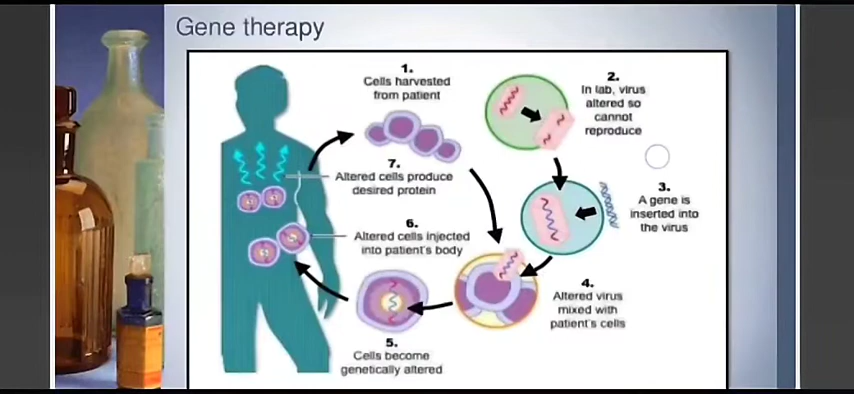 Gene therapy
1.
Cells harvested
from patient
2.
In lab, virus
altered so
cannot
reproduce
3.
A gene is
inserted into
the virus
4.
Altered virus
mixed with
patient's cells
5.
Cells become
genetically altered
6.
Altered cells injected
into patient's body
7.
Altered cells produce
desired protein